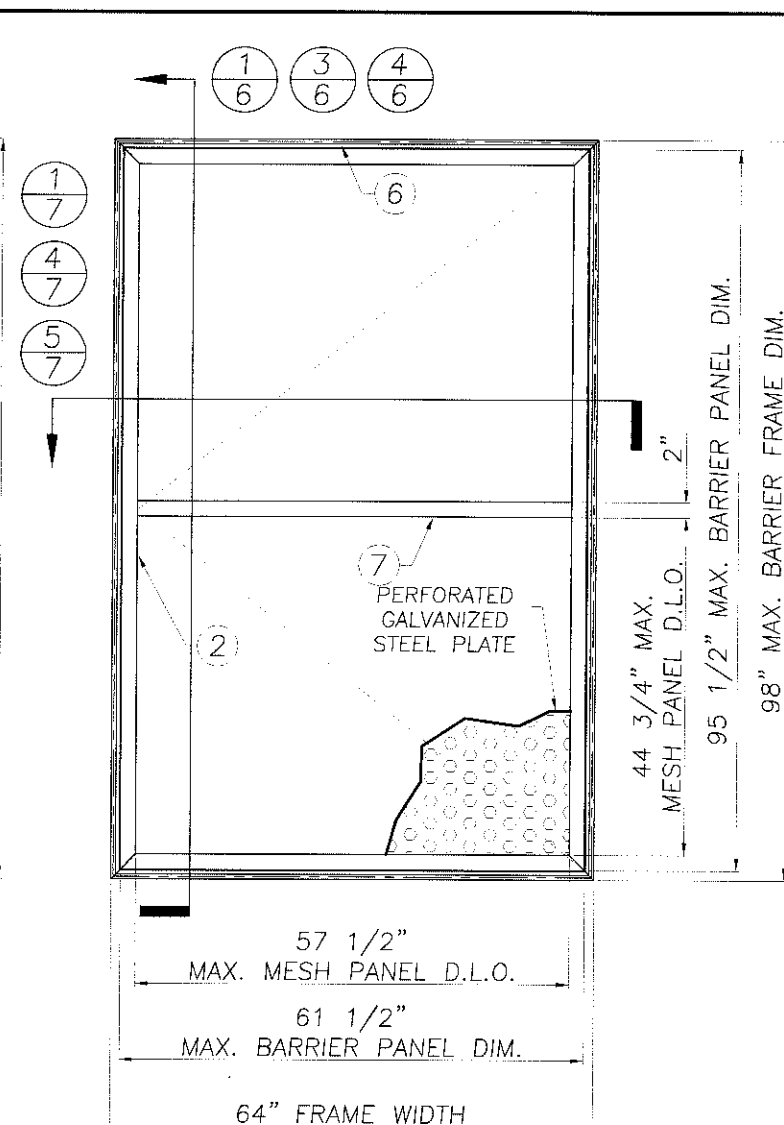 1 3 4
6 6 6
1
7
4
7
5
7
6
2
7
PERFORATED
GALVANIZED
STEEL PLATE
2"
44 3/4" MAX.
MESH PANEL D.L.O.
95 1/2" MAX. BARRIER PANEL DIM.
98" MAX. BARRIER FRAME DIM.
57 1/2"
MAX. MESH PANEL D.L.O.
61 1/2"
MAX. BARRIER PANEL DIM.
64" FRAME WIDTH